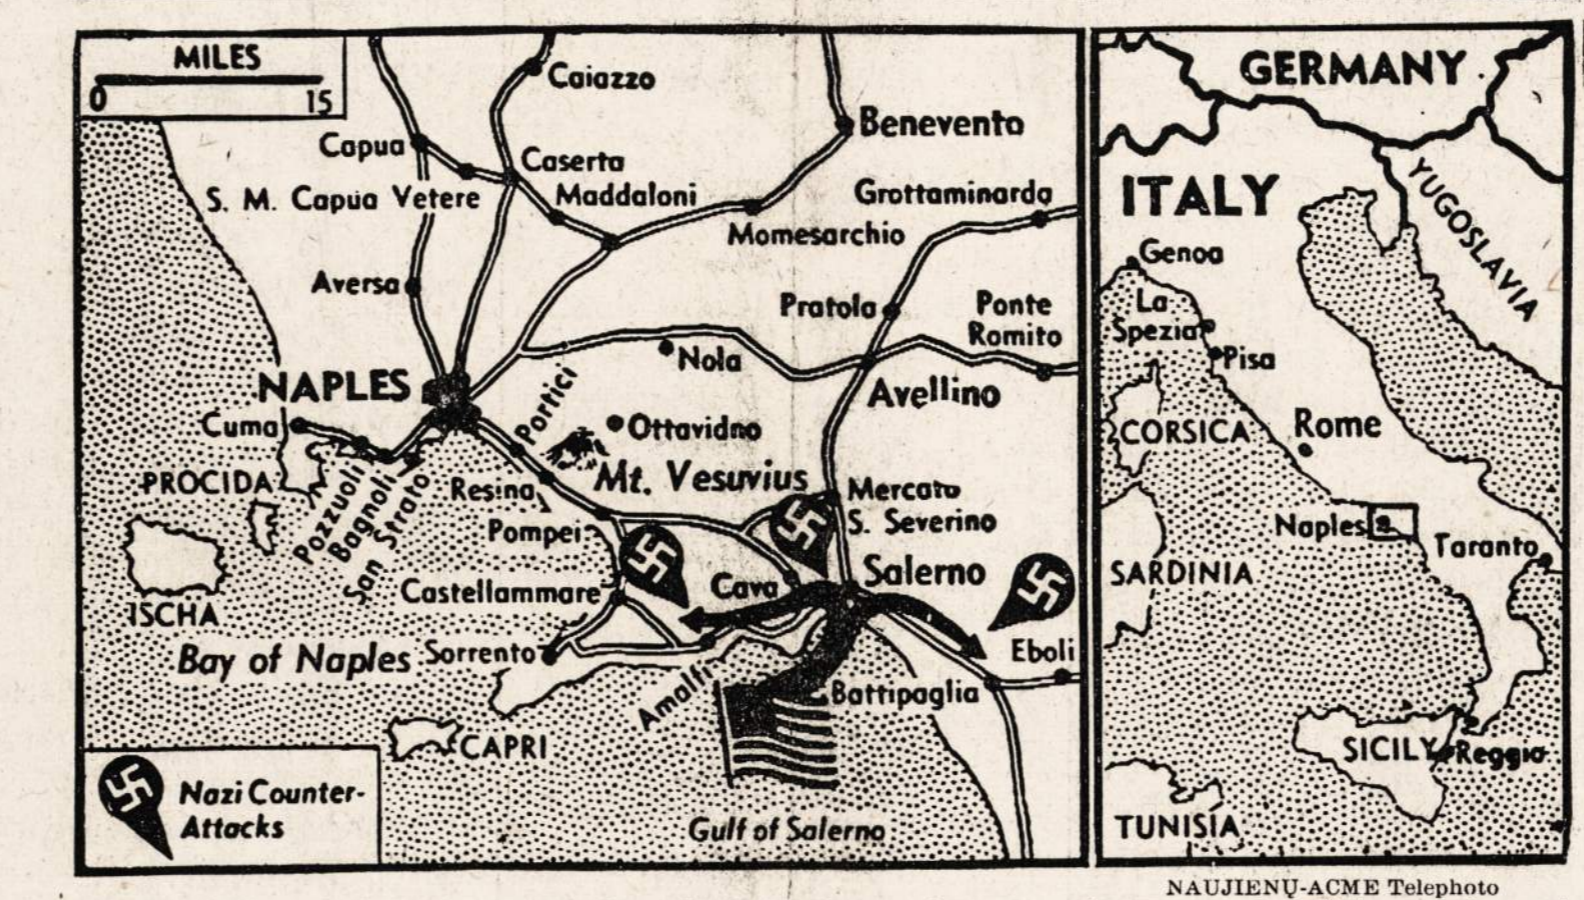 MILES
0 15
Caiazzo
Benevento
Capua
Caserta
S. M. Capua Vetere
Maddaloni
Grottaminarda
Momesarchio
Aversa
Pratola
Ponte
Romito
Nola
NAPLES
Portici
Avellino
Cuma
Ottavidno
PROCIDA
Pozzuoli
Bagnoli
San Strato
Resina
Mt. Vesuvius
Mercato
S. Severino
Pompei
Castellammare
Cava
Salerno
ISCHA
Bay of Naples
Sorrento
Eboli
Amalfi
Battipaglia
CAPRI
Nazi Counter-
Attacks
Gulf of Salerno
GERMANY
ITALY
YUGOSLAVIA
Genoa
La
Spezia
Pisa
CORSICA
Rome
Naples
Taranto
SARDINIA
SICILY
Reggio
TUNISIA
NAUJIENŲ-ACME Telephoto